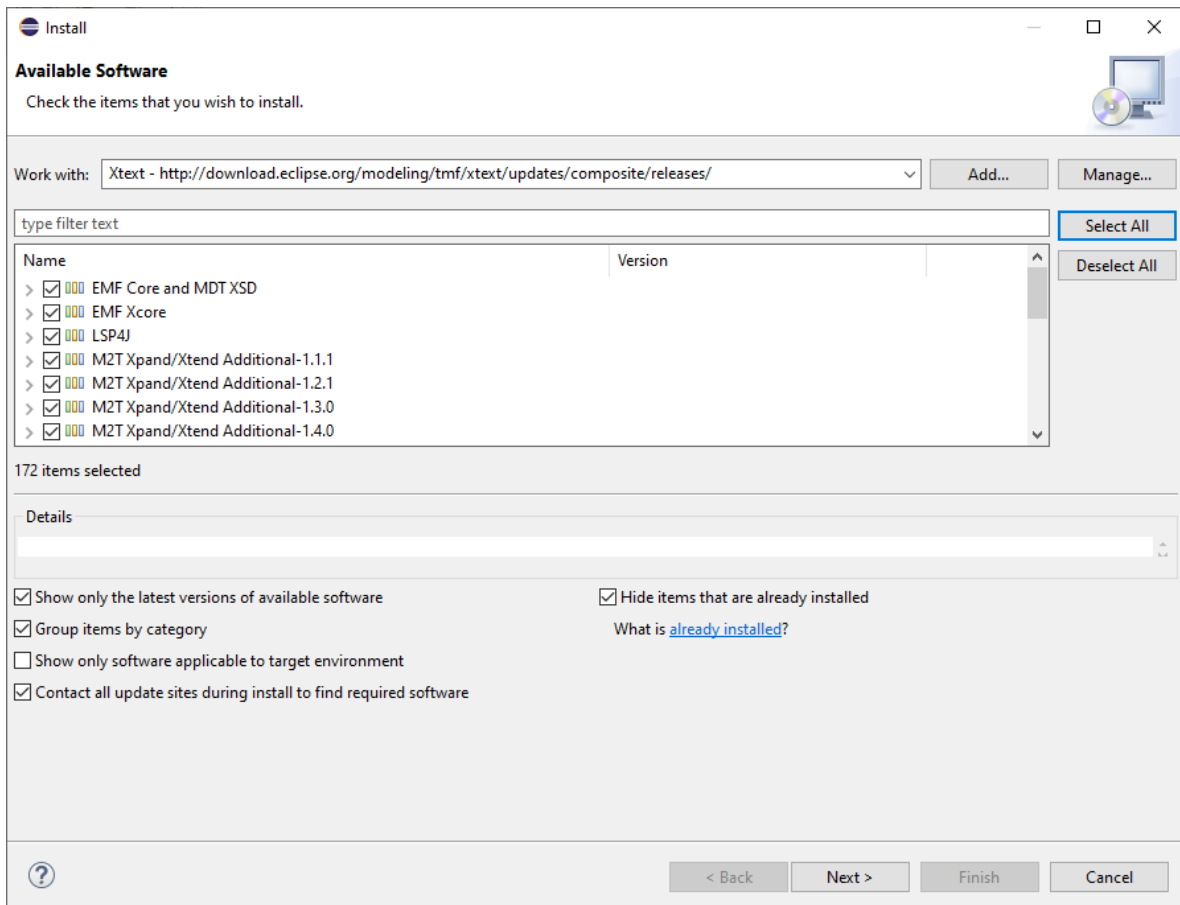 Install
Available Software
Check the items that you wish to install.
Work with: Xtext - http://download.eclipse.org/modeling/tmf/xtext/updates/composite/releases/ Add... Manage...
type filter text Select All
Name Version Deselect All
EMF Core and MDT XSD
EMF Xcore
LSP4J
M2T Xpand/Xtend Additional-1.1.1
M2T Xpand/Xtend Additional-1.2.1
M2T Xpand/Xtend Additional-1.3.0
M2T Xpand/Xtend Additional-1.4.0
172 items selected
Details
Show only the latest versions of available software Hide items that are already installed
Group items by category What is already installed?
Show only software applicable to target environment
Contact all update sites during install to find required software
? < Back Next > Finish Cancel